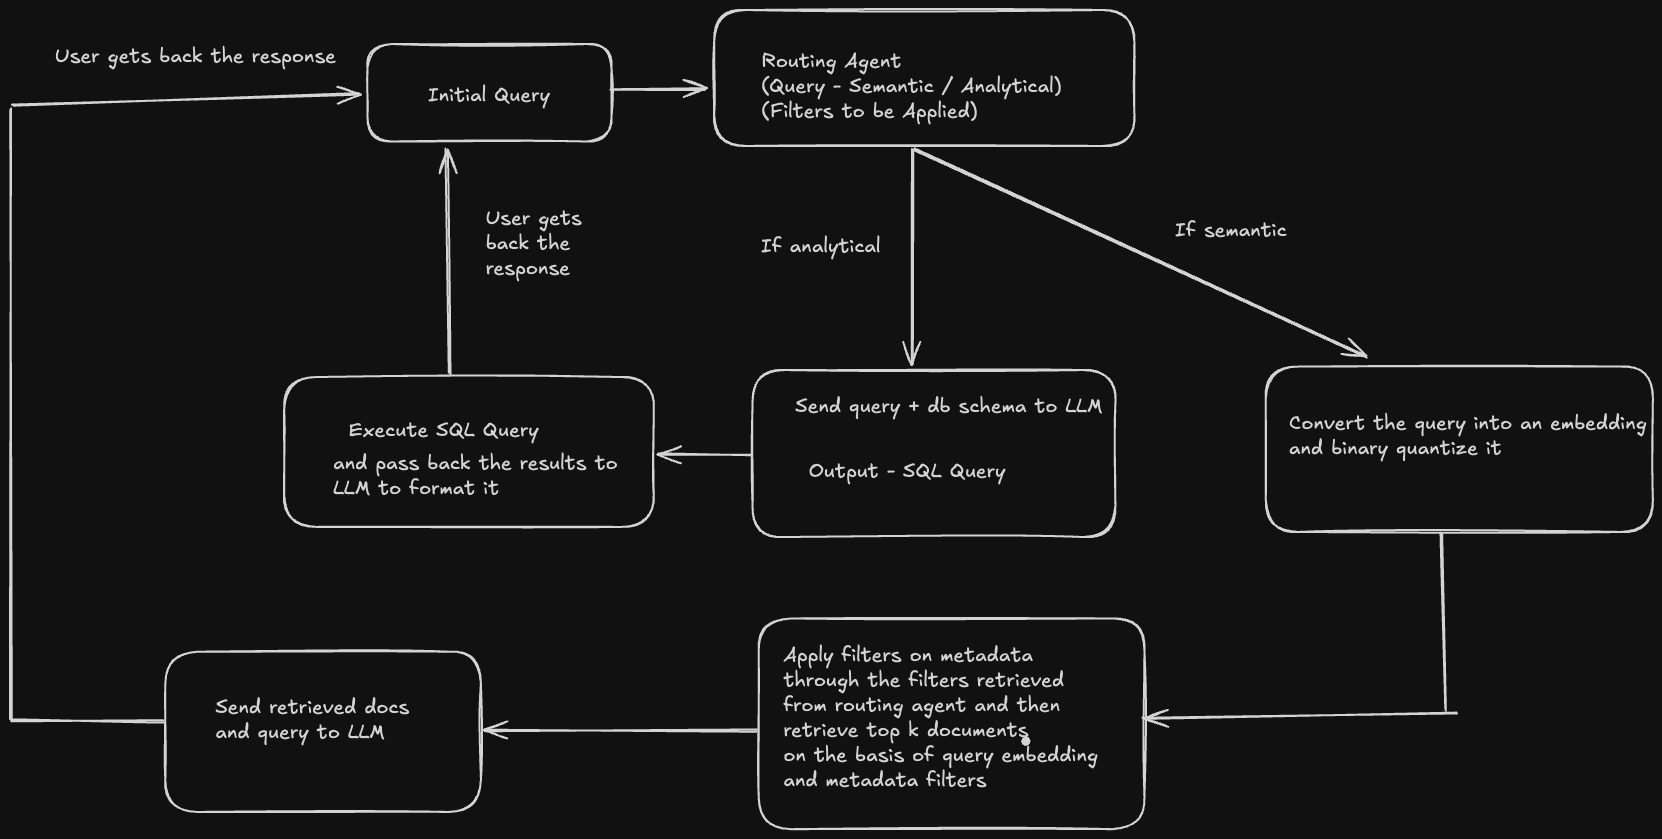 User gets back the response
Initial Query
Routing Agent
(Query - Semantic / Analytical)
(Filters to be Applied)
User gets
back the
response
If analytical
If semantic
Execute SQL Query
and pass back the results to
LLM to format it
Send query + db schema to LLM
Output - SQL Query
Convert the query into an embedding
and binary quantize it
Apply filters on metadata
through the filters retrieved
from routing agent and then
retrieve top k documents
on the basis of query embedding
and metadata filters
Send retrieved docs
and query to LLM